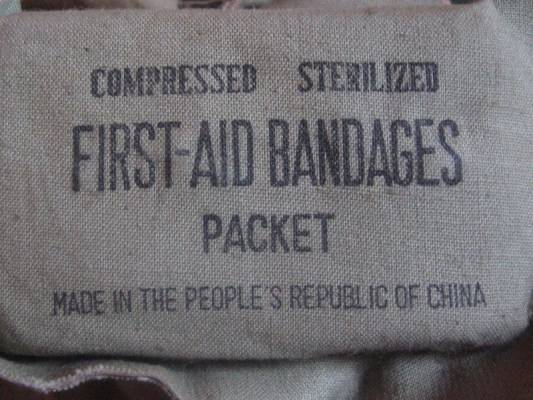 COMPRESSED STERILIZED
FIRST-AID BANDAGES
PACKET
MADE IN THE PEOPLE'S REPUBLIC OF CHINA